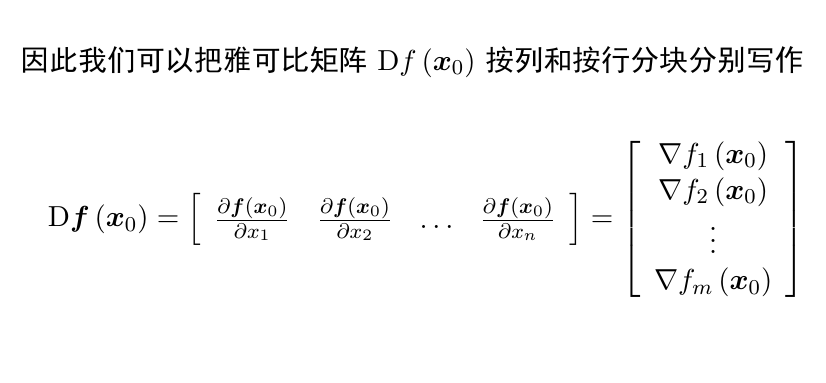 因此我们可以把雅可比矩阵 Df (x₀) 按列和按行分块分别写作
Df (x₀) = [ ∂f(x₀)/∂x₁ ∂f(x₀)/∂x₂ … ∂f(x₀)/∂xₙ ] = [ ∇f₁ (x₀)
∇f₂ (x₀)
⋮
∇fₘ (x₀) ]